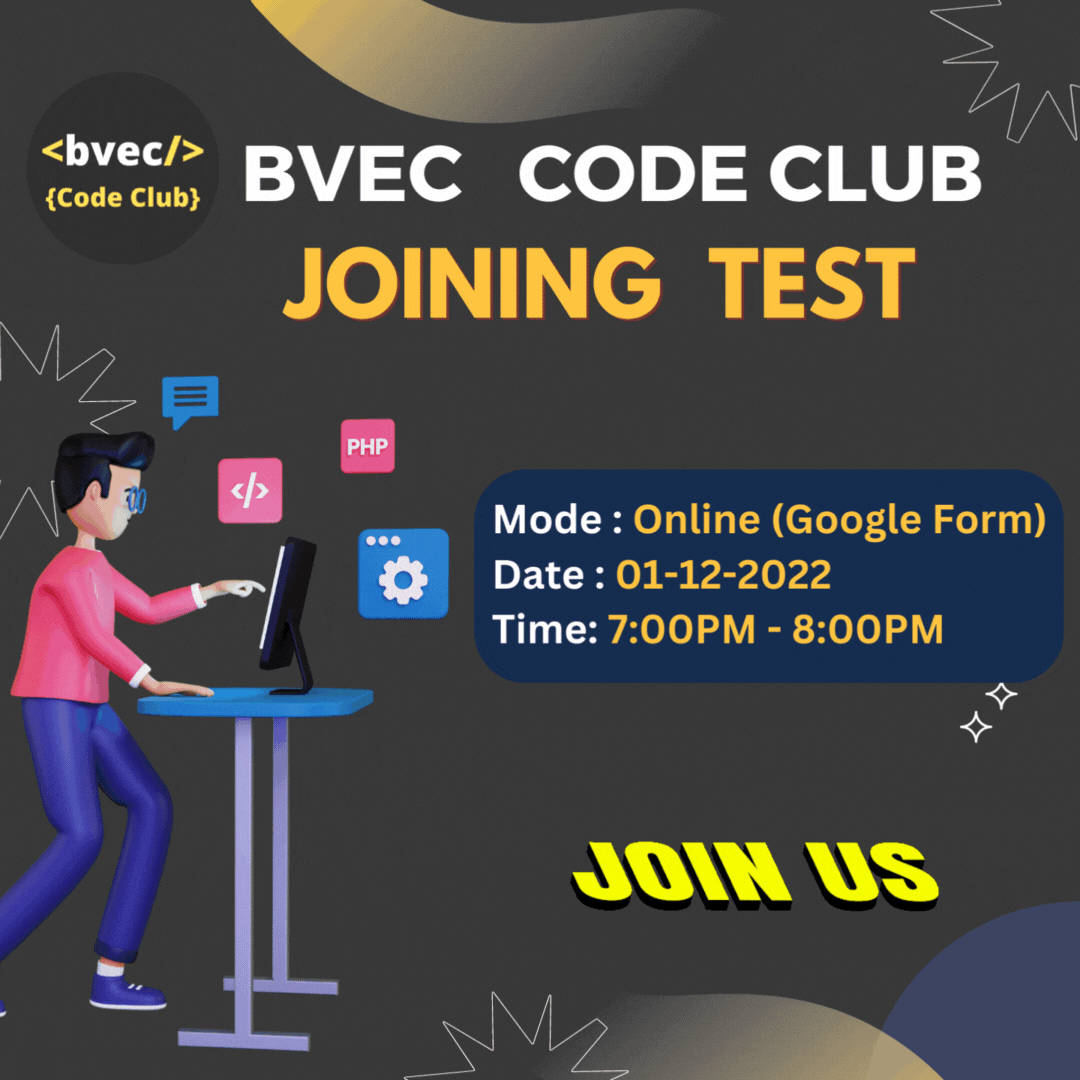 <bvec/>
{Code Club}
BVEC CODE CLUB
JOINING TEST
PHP
</>
Mode : Online (Google Form)
Date : 01-12-2022
Time: 7:00PM - 8:00PM
JOIN US